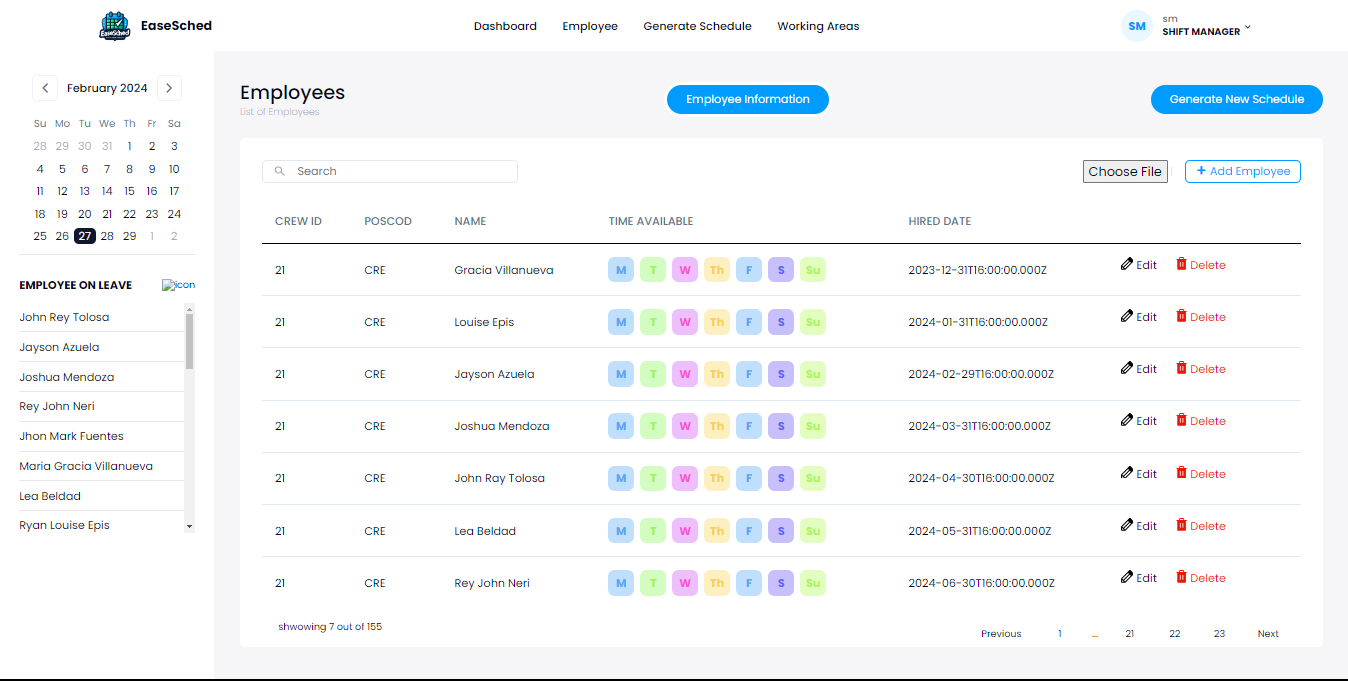 EaseSched
EaseSched
Dashboard Employee Generate Schedule Working Areas
SM
sm
SHIFT MANAGER
February 2024
Su Mo Tu We Th Fr Sa
28 29 30 31 1 2 3
4 5 6 7 8 9 10
11 12 13 14 15 16 17
18 19 20 21 22 23 24
25 26 27 28 29 1 2
EMPLOYEE ON LEAVE icon
John Rey Tolosa
Jayson Azuela
Joshua Mendoza
Rey John Neri
Jhon Mark Fuentes
Maria Gracia Villanueva
Lea Beldad
Ryan Louise Epis
Employees
List of Employees
Employee Information
Generate New Schedule
Search
Choose File
+ Add Employee
CREW ID POSCOD NAME TIME AVAILABLE HIRED DATE
21 CRE Gracia Villanueva M T W Th F S Su 2023-12-31T16:00:00.000Z Edit Delete
21 CRE Louise Epis M T W Th F S Su 2024-01-31T16:00:00.000Z Edit Delete
21 CRE Jayson Azuela M T W Th F S Su 2024-02-29T16:00:00.000Z Edit Delete
21 CRE Joshua Mendoza M T W Th F S Su 2024-03-31T16:00:00.000Z Edit Delete
21 CRE John Ray Tolosa M T W Th F S Su 2024-04-30T16:00:00.000Z Edit Delete
21 CRE Lea Beldad M T W Th F S Su 2024-05-31T16:00:00.000Z Edit Delete
21 CRE Rey John Neri M T W Th F S Su 2024-06-30T16:00:00.000Z Edit Delete
shwowing 7 out of 155
Previous 1 ... 21 22 23 Next